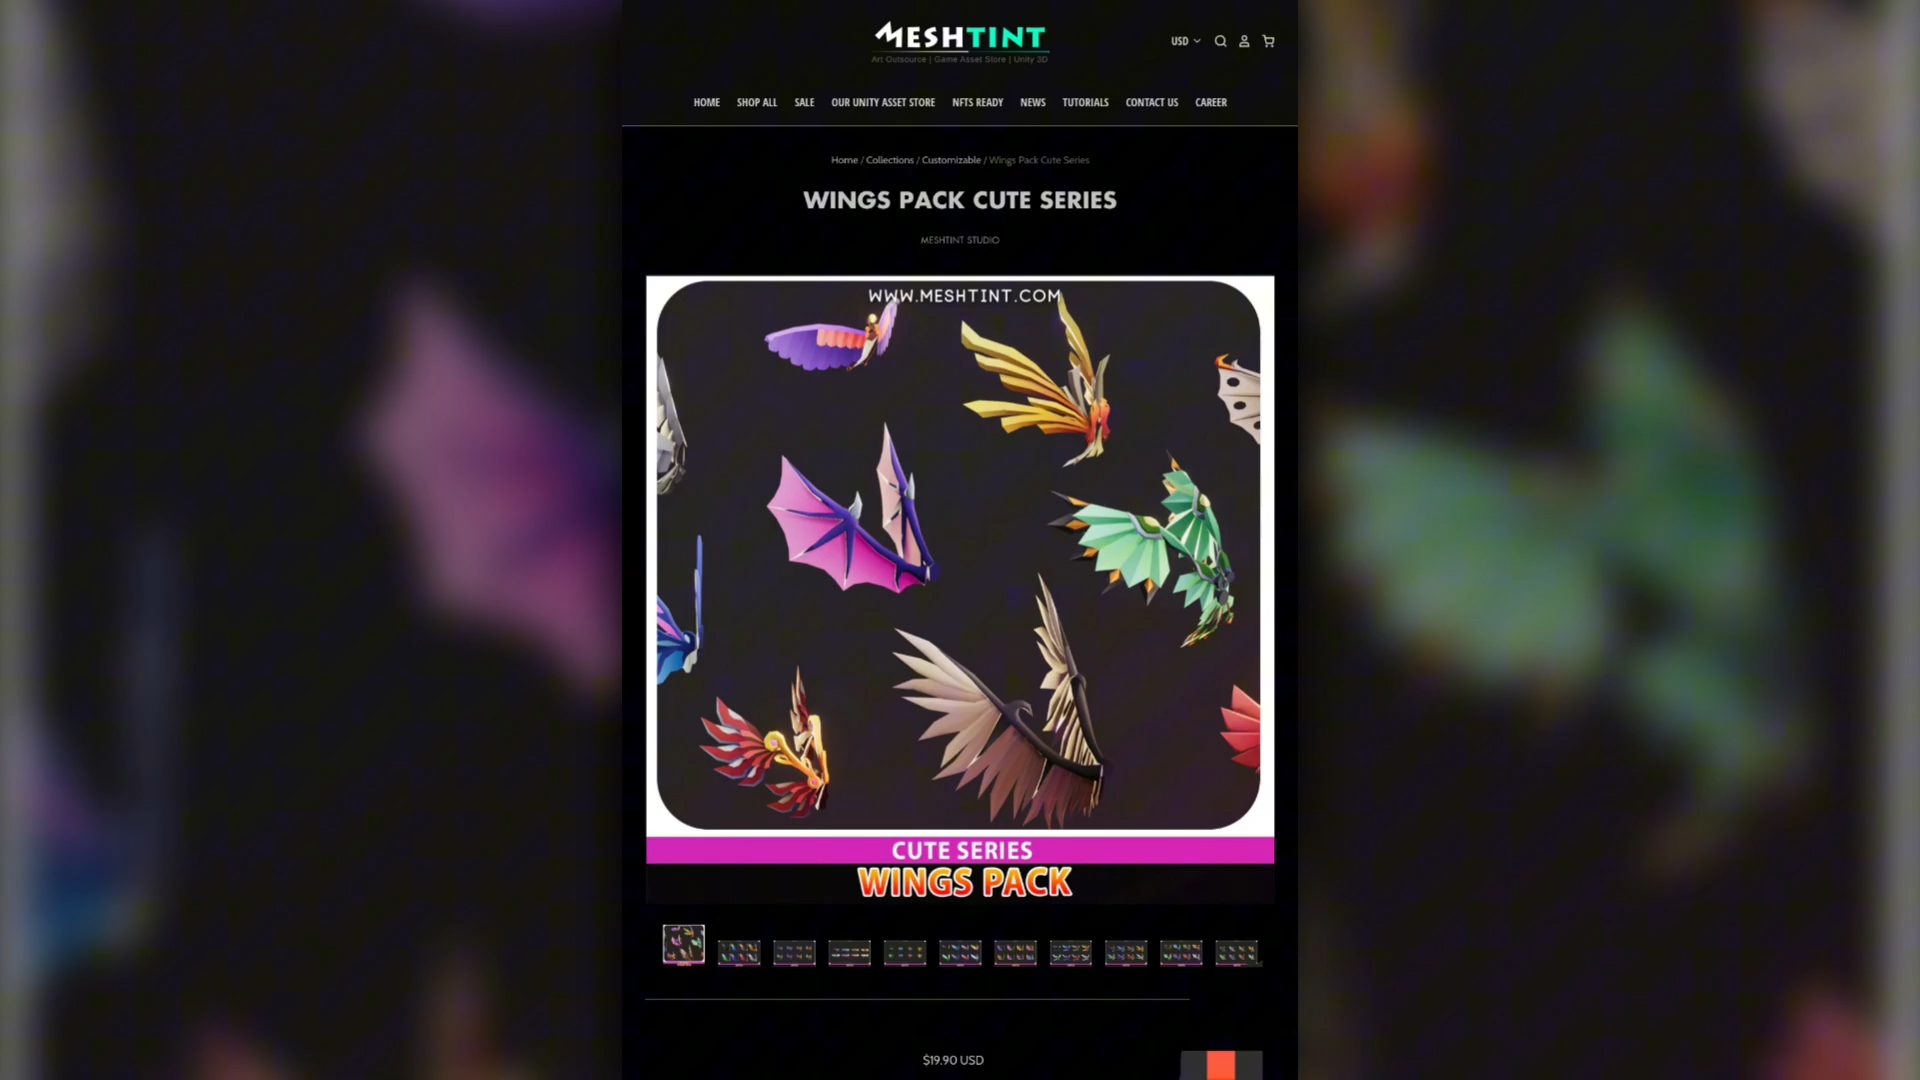 MESHTINT
Art Outsource | Game Asset Store | Unity 3D
USD
HOME SHOP ALL SALE OUR UNITY ASSET STORE NFTS READY NEWS TUTORIALS CONTACT US CAREER
Home / Collections / Customizable / Wings Pack Cute Series
WINGS PACK CUTE SERIES
MESHTINT STUDIO
WWW.MESHTINT.COM
CUTE SERIES
WINGS PACK
$19.90 USD